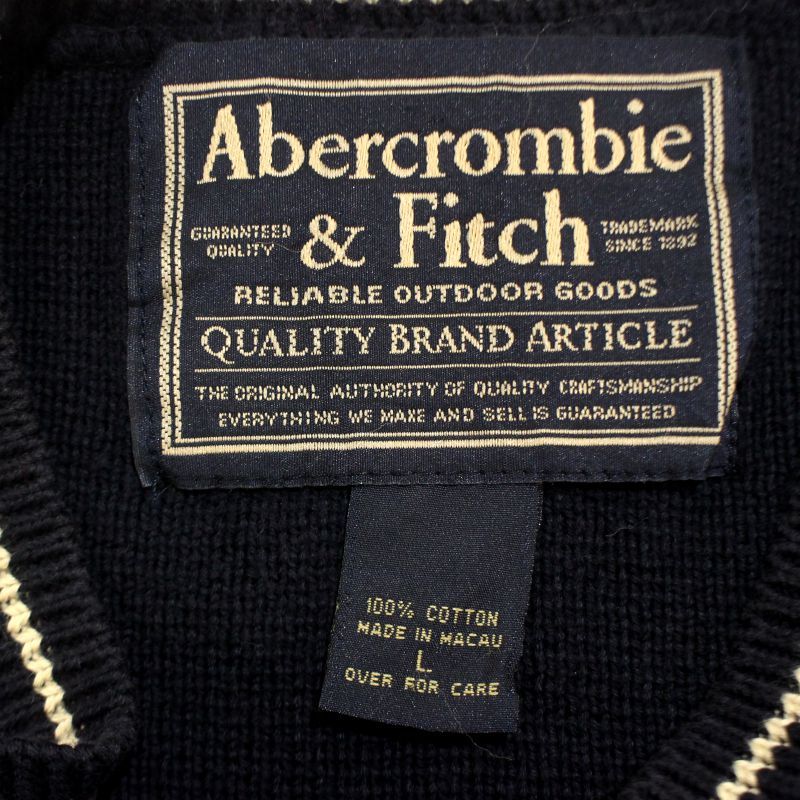 Abercrombie
GUARANTEED QUALITY & Fitch TRADEMARK SINCE 1892
RELIABLE OUTDOOR GOODS
QUALITY BRAND ARTICLE
THE ORIGINAL AUTHORITY OF QUALITY CRAFTSMANSHIP
EVERYTHING WE MAKE AND SELL IS GUARANTEED
100% COTTON
MADE IN MACAU
L
OVER FOR CARE